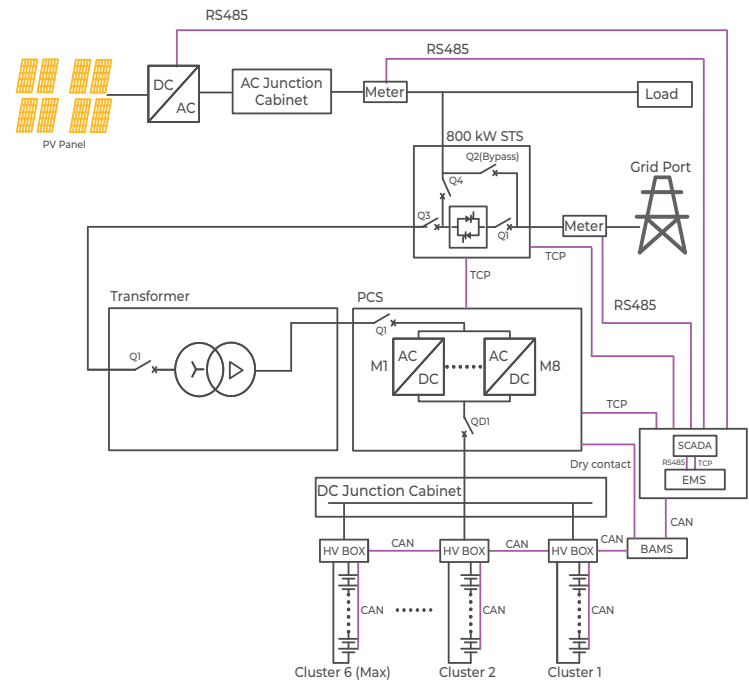 RS485
RS485
DC
AC
AC Junction
Cabinet
Meter
Load
PV Panel
800 kW STS
Q2(Bypass)
Q4
Grid Port
Q3
Q1
Meter
TCP
TCP
RS485
Transformer
PCS
Q1
Q1
M1
AC
DC
AC
DC
M8
QD1
TCP
Dry contact
SCADA
RS485
TCP
EMS
DC Junction Cabinet
CAN
HV BOX
CAN
HV BOX
CAN
HV BOX
CAN
BAMS
CAN
CAN
CAN
Cluster 6 (Max)
Cluster 2
Cluster 1